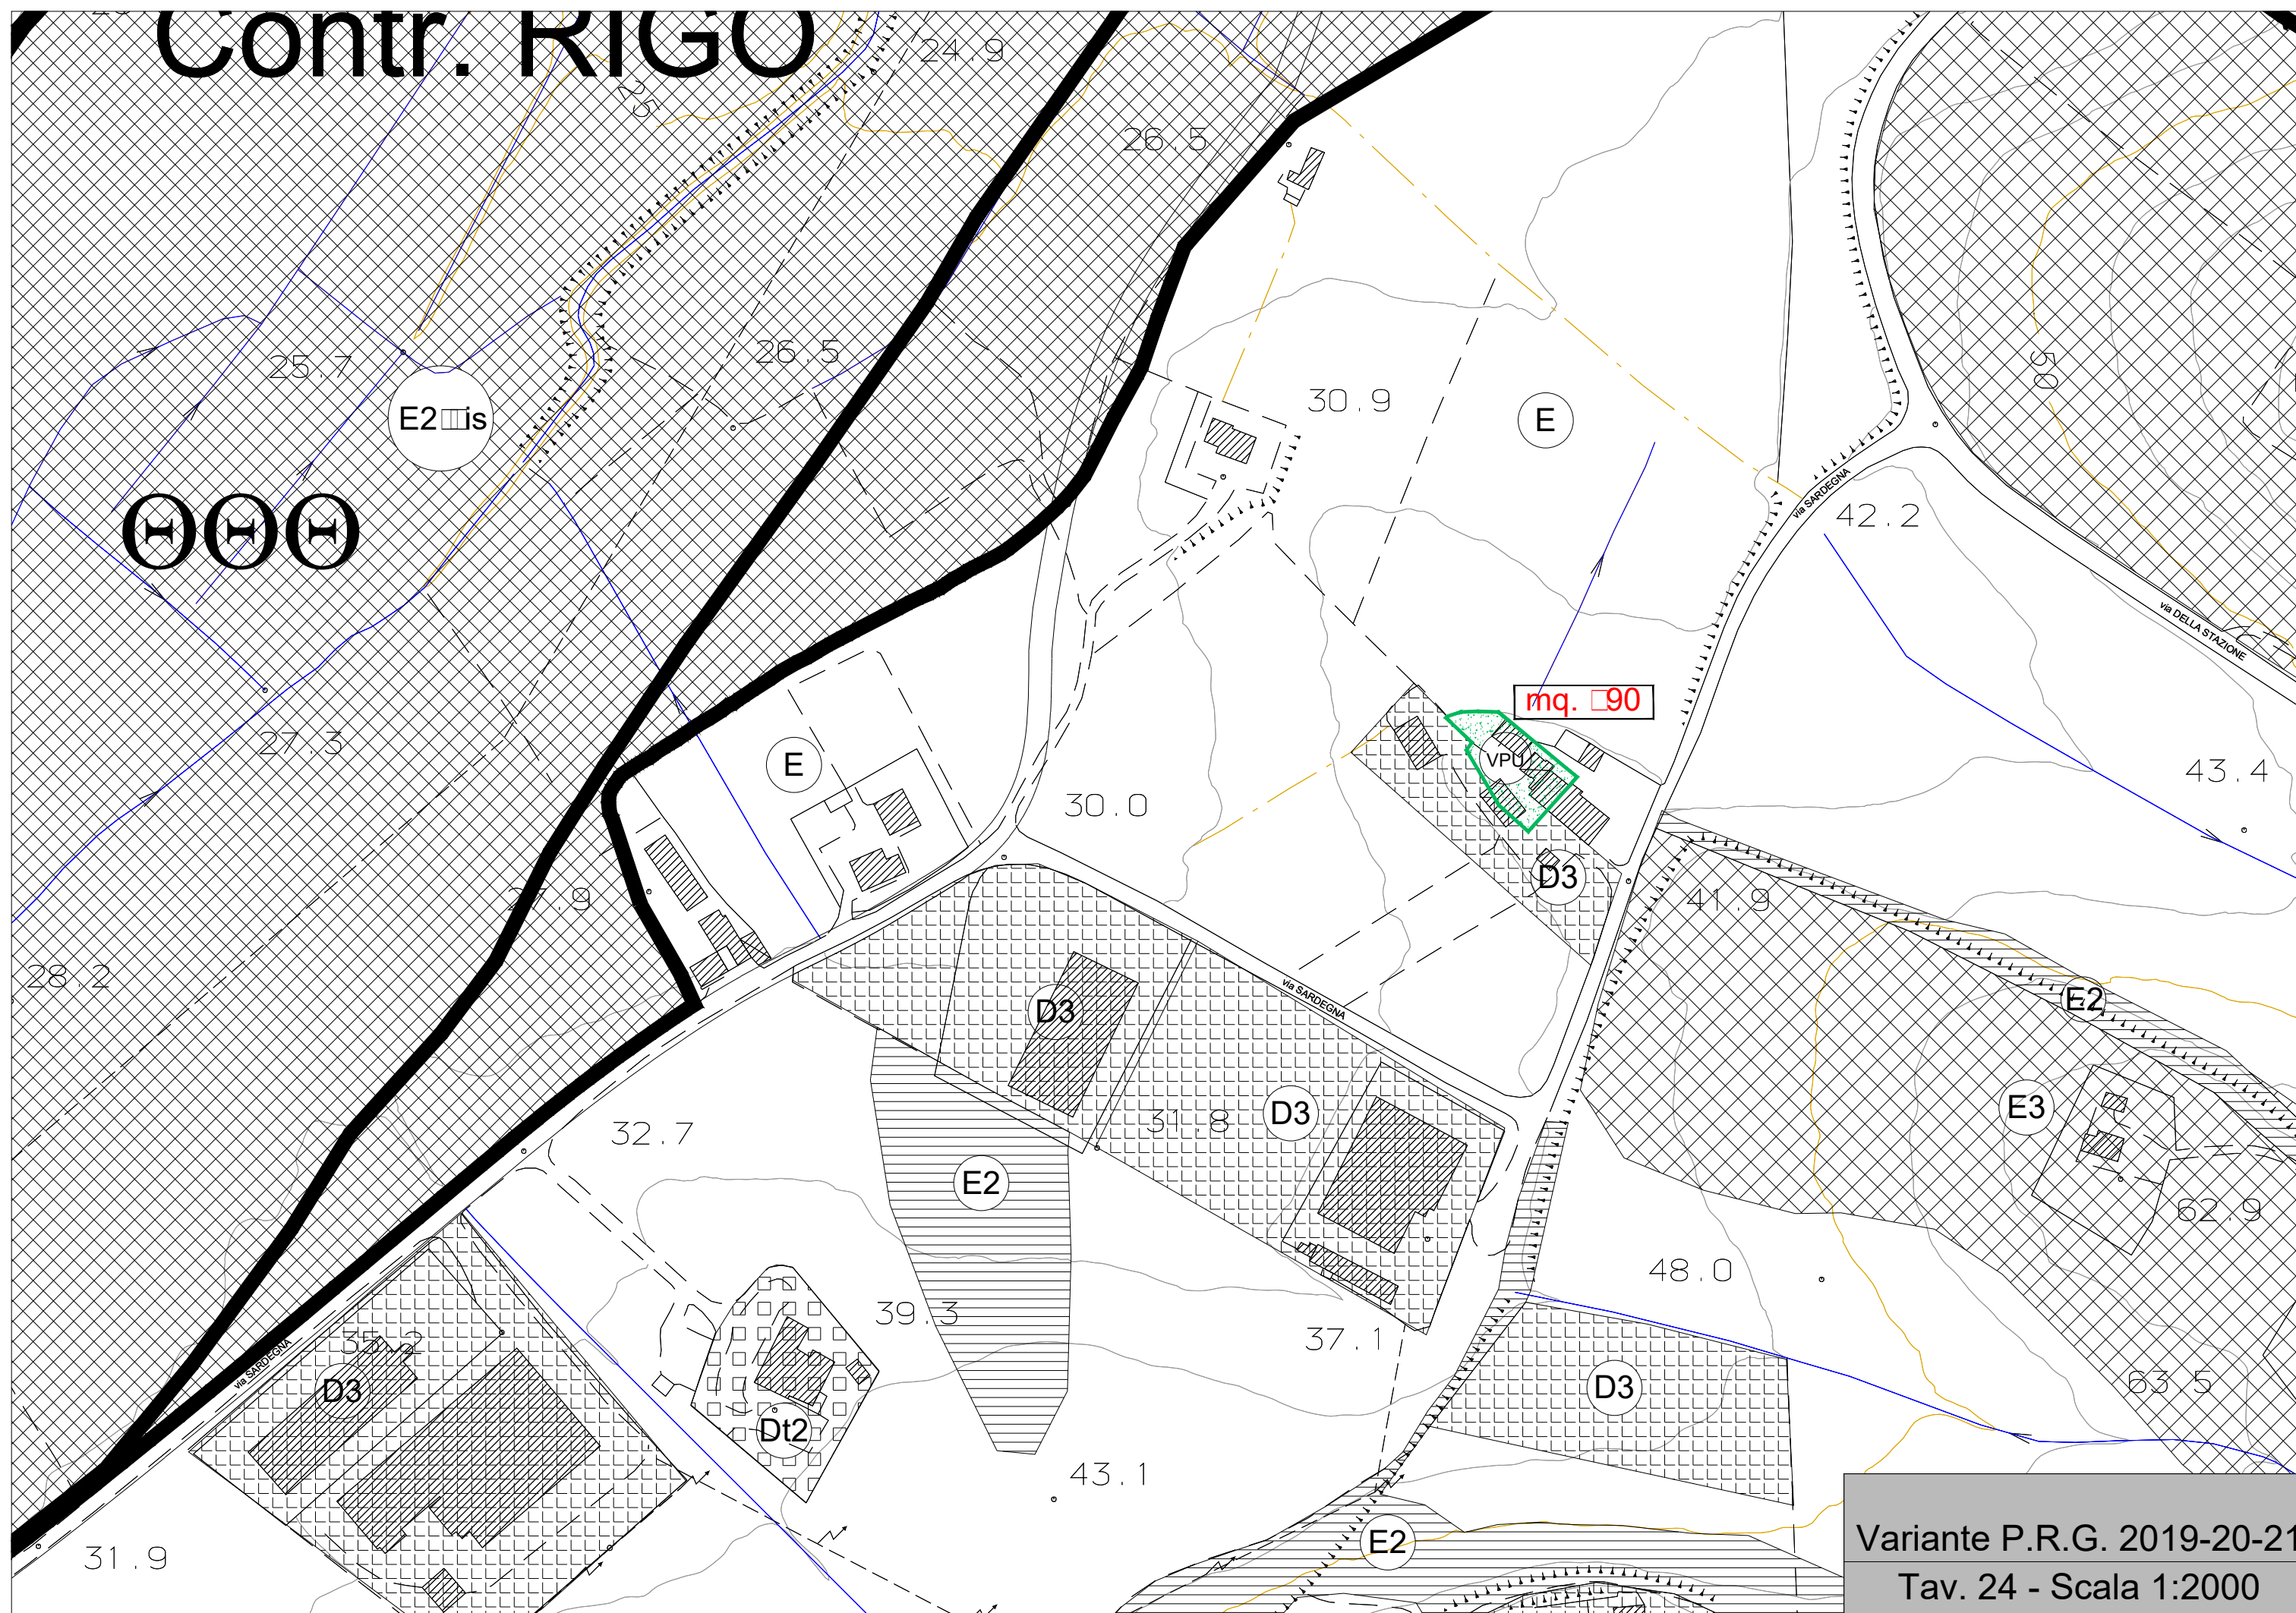 Contr. RIGO
24.9
25
26.5
25.7
26.5
E2□□is
ΘΘΘ
30.9
E
50
via SARDEGNA
42.2
via DELLA STAZIONE
mq. □90
27.3
E
VPU
30.0
43.4
D3
27.9
41.9
28.2
D3
via SARDEGNA
E2
D3
31.8
E3
32.7
E2
62.9
48.0
39.3
37.1
35.2
via SARDEGNA
D3
D3
63.5
Dt2
43.1
E2
31.9
Variante P.R.G. 2019-20-21
Tav. 24 - Scala 1:2000